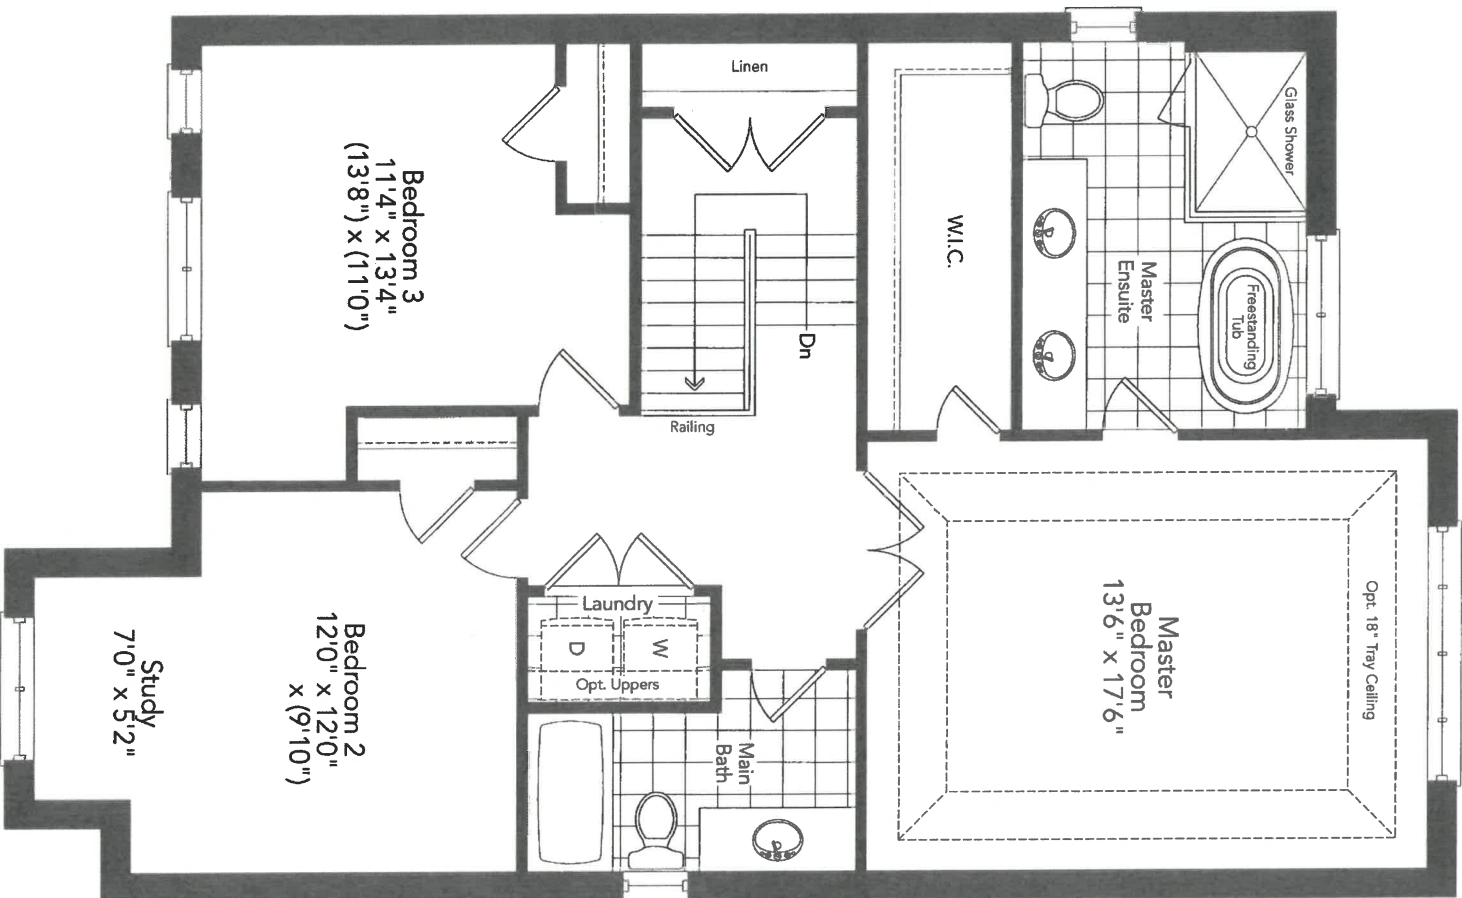 Linen
Glass Shower
Bedroom 3
11'4" x 13'4"
(13'8") x (11'0")
W.I.C.
Master
Ensuite
Freestanding
Tub
Dn
Railing
Laundry
D
W
Opt. Uppers
Master
Bedroom
13'6" x 17'6"
Opt. 18" Tray Ceiling
Bedroom 2
12'0" x 12'0"
x (9'10")
Study
7'0" x 5'2"
Main
Bath